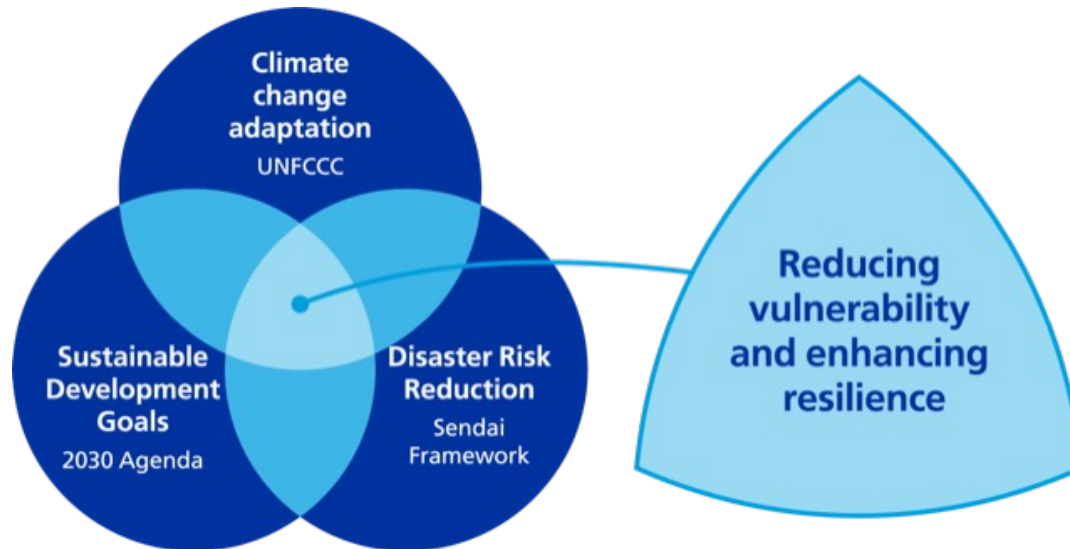 Climate
change
adaptation
UNFCCC
Sustainable
Development
Goals
2030 Agenda
Disaster Risk
Reduction
Sendai
Framework
Reducing
vulnerability
and enhancing
resilience